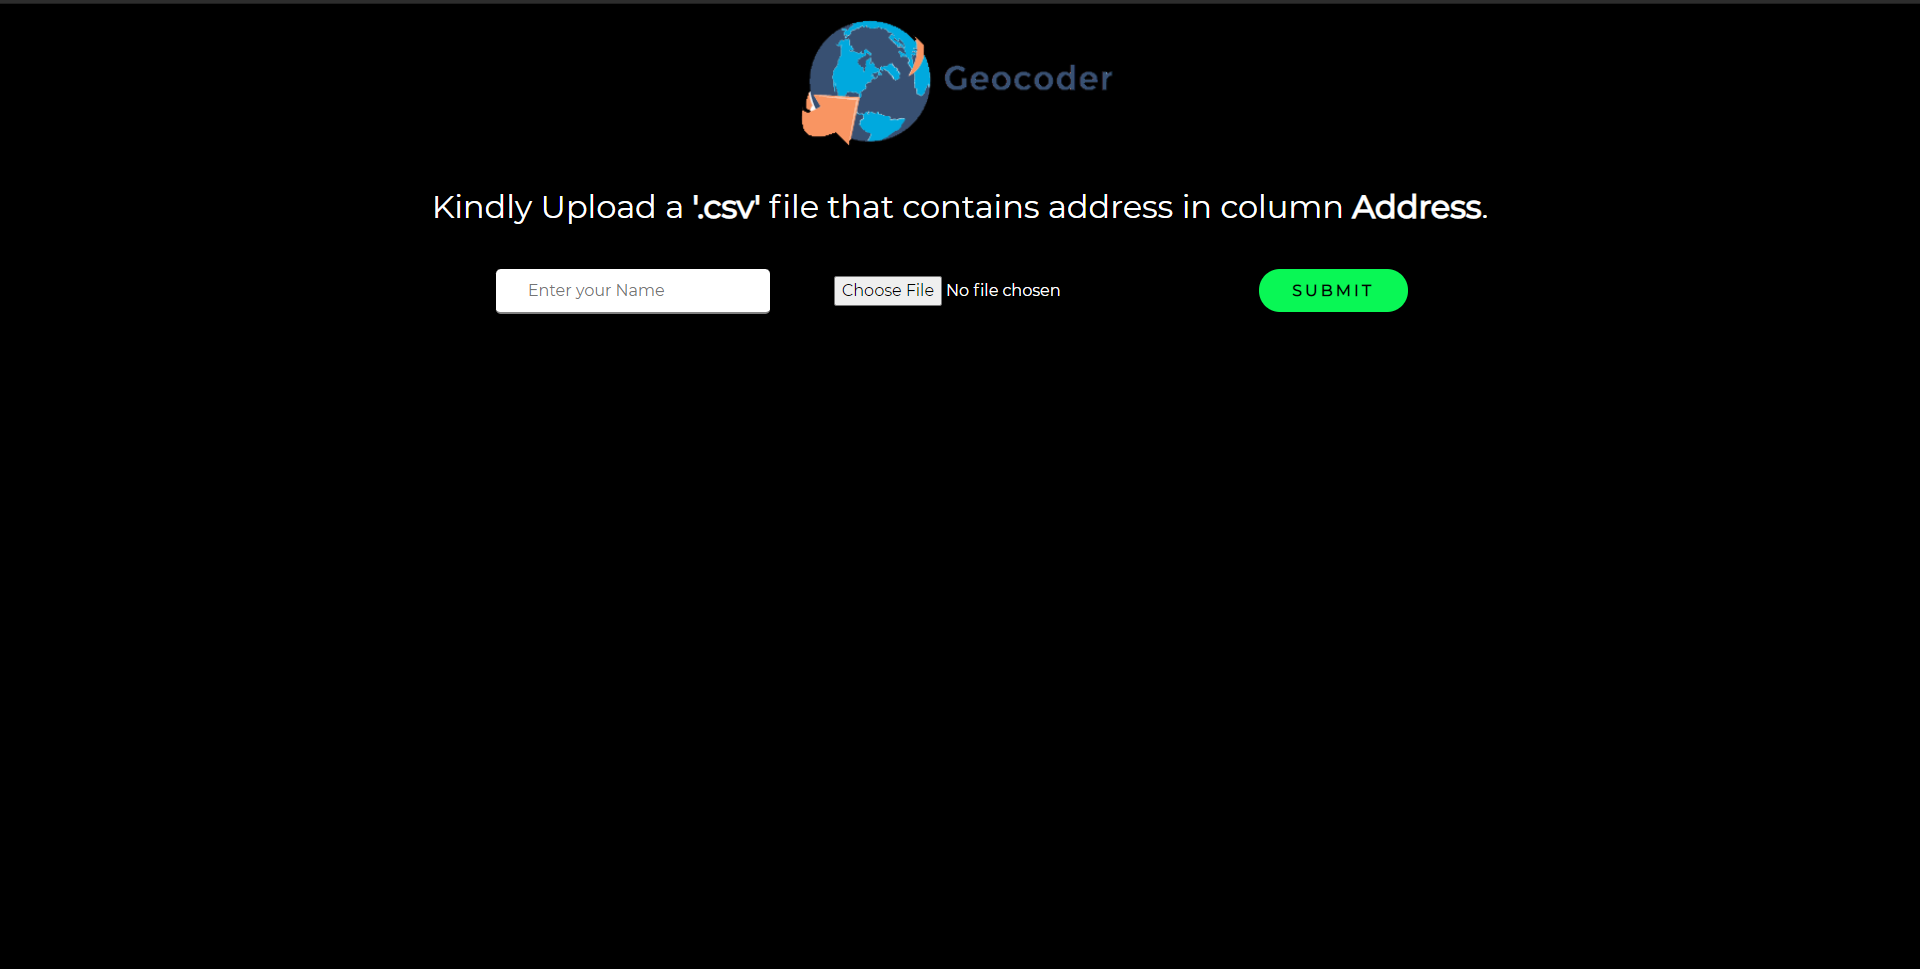 Geocoder
Kindly Upload a '.csv' file that contains address in column Address.
Enter your Name
Choose File No file chosen
SUBMIT